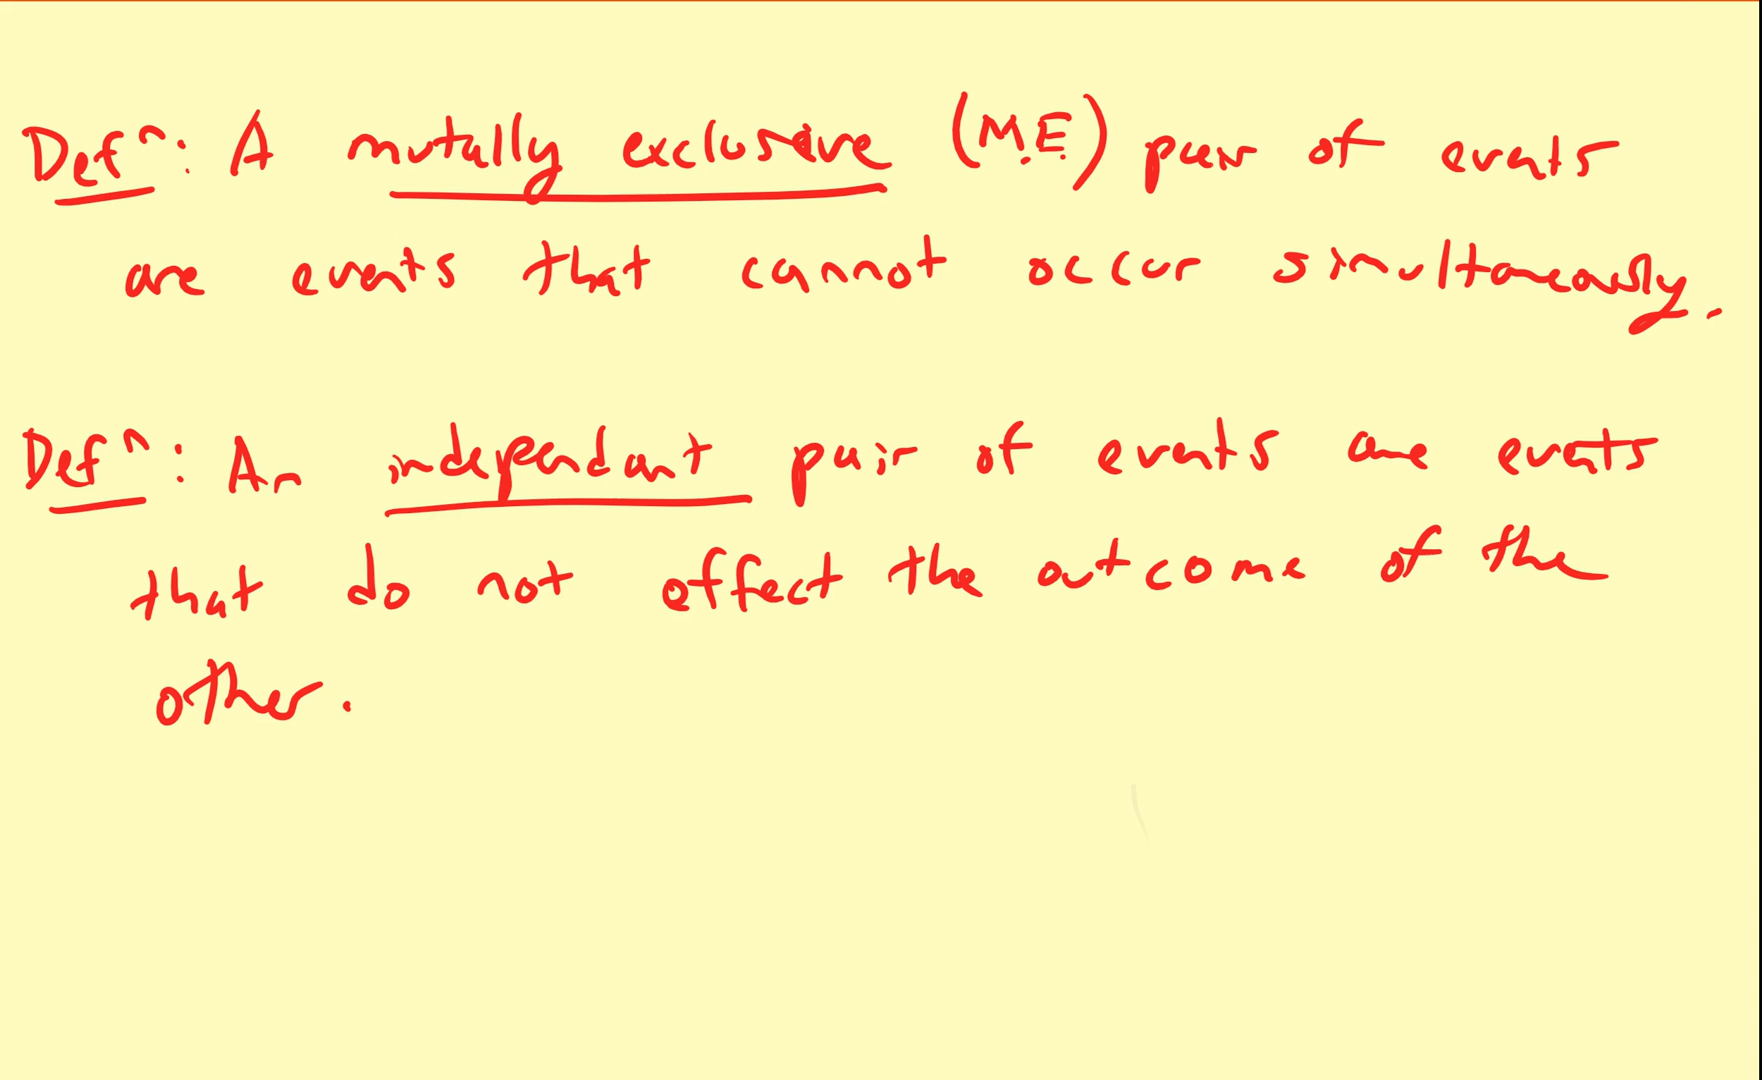 Defⁿ: A mutally exclusive (M.E.) pair of events
are events that cannot occur simultaneously.
Defⁿ: An independant pair of events are events
that do not effect the outcome of the
other.